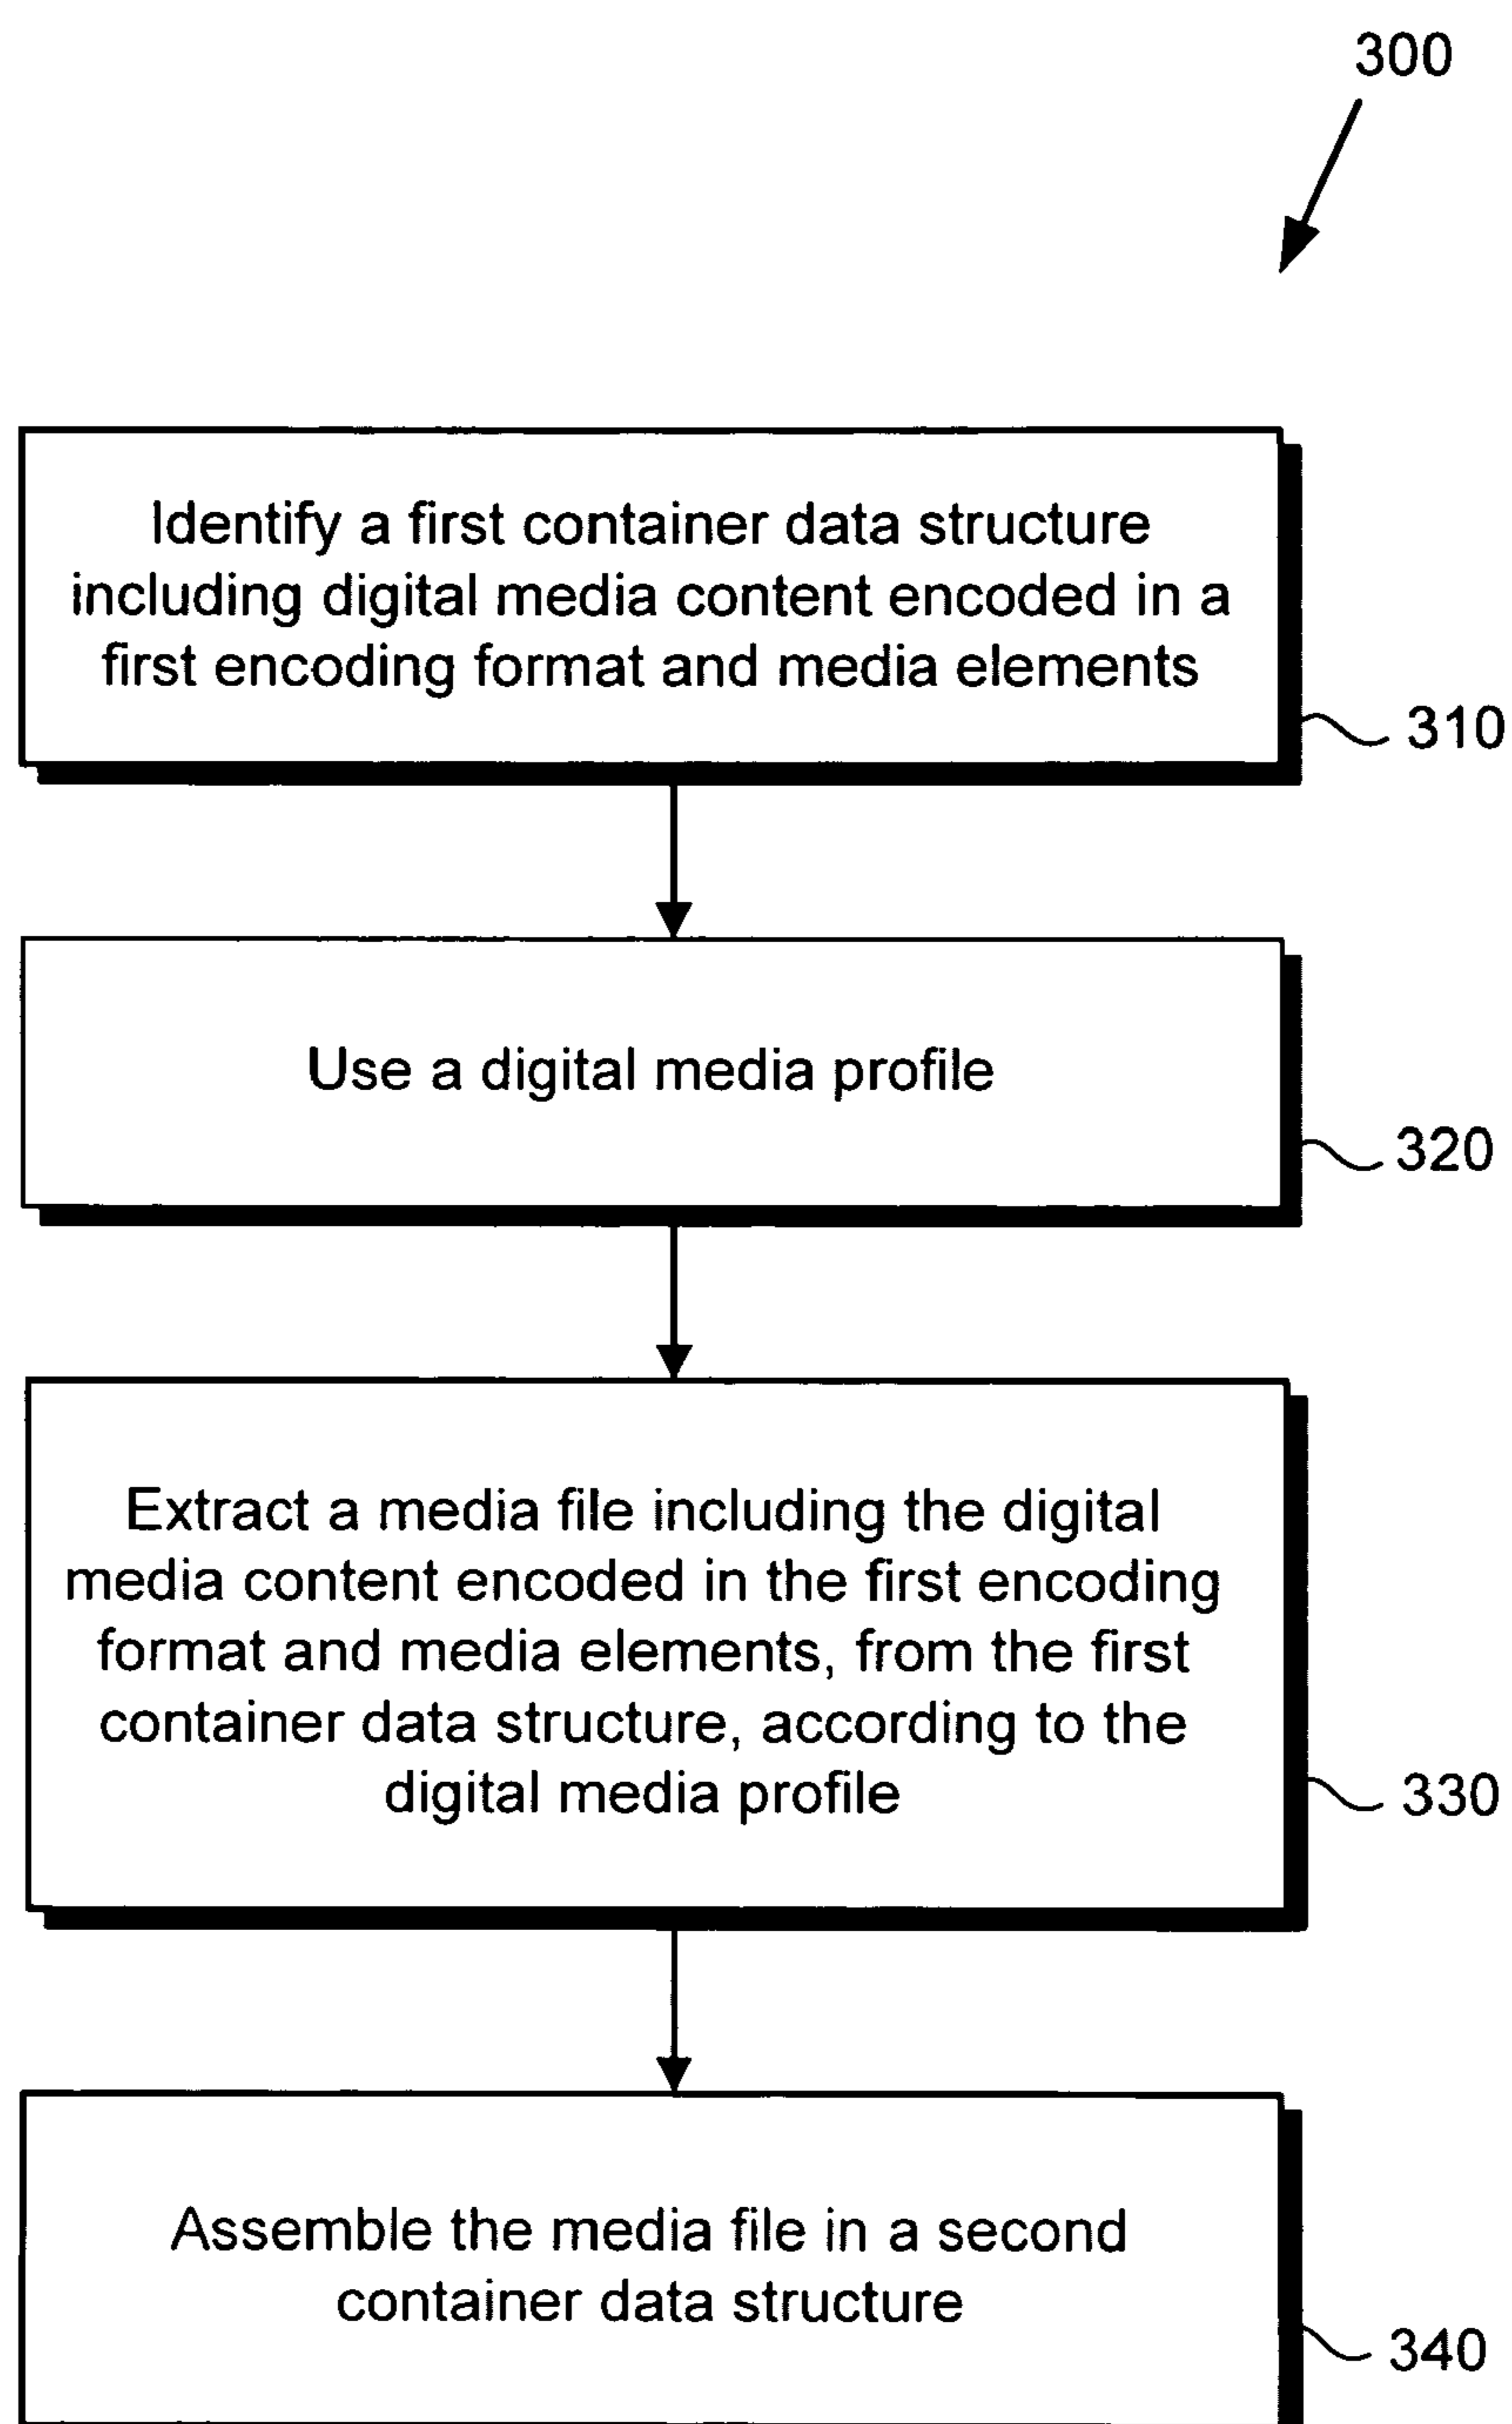 300
Identify a first container data structure
including digital media content encoded in a
first encoding format and media elements
310
Use a digital media profile
320
Extract a media file including the digital
media content encoded in the first encoding
format and media elements, from the first
container data structure, according to the
digital media profile
330
Assemble the media file in a second
container data structure
340